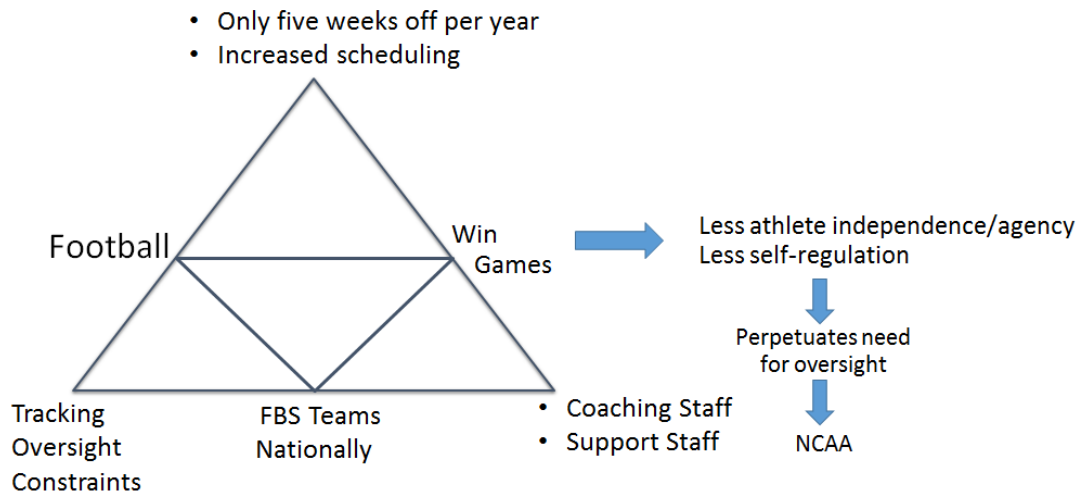 • Only five weeks off per year
• Increased scheduling
Football
Win
Games
Less athlete independence/agency
Less self-regulation
Perpetuates need
for oversight
NCAA
Tracking
Oversight
Constraints
FBS Teams
Nationally
• Coaching Staff
• Support Staff